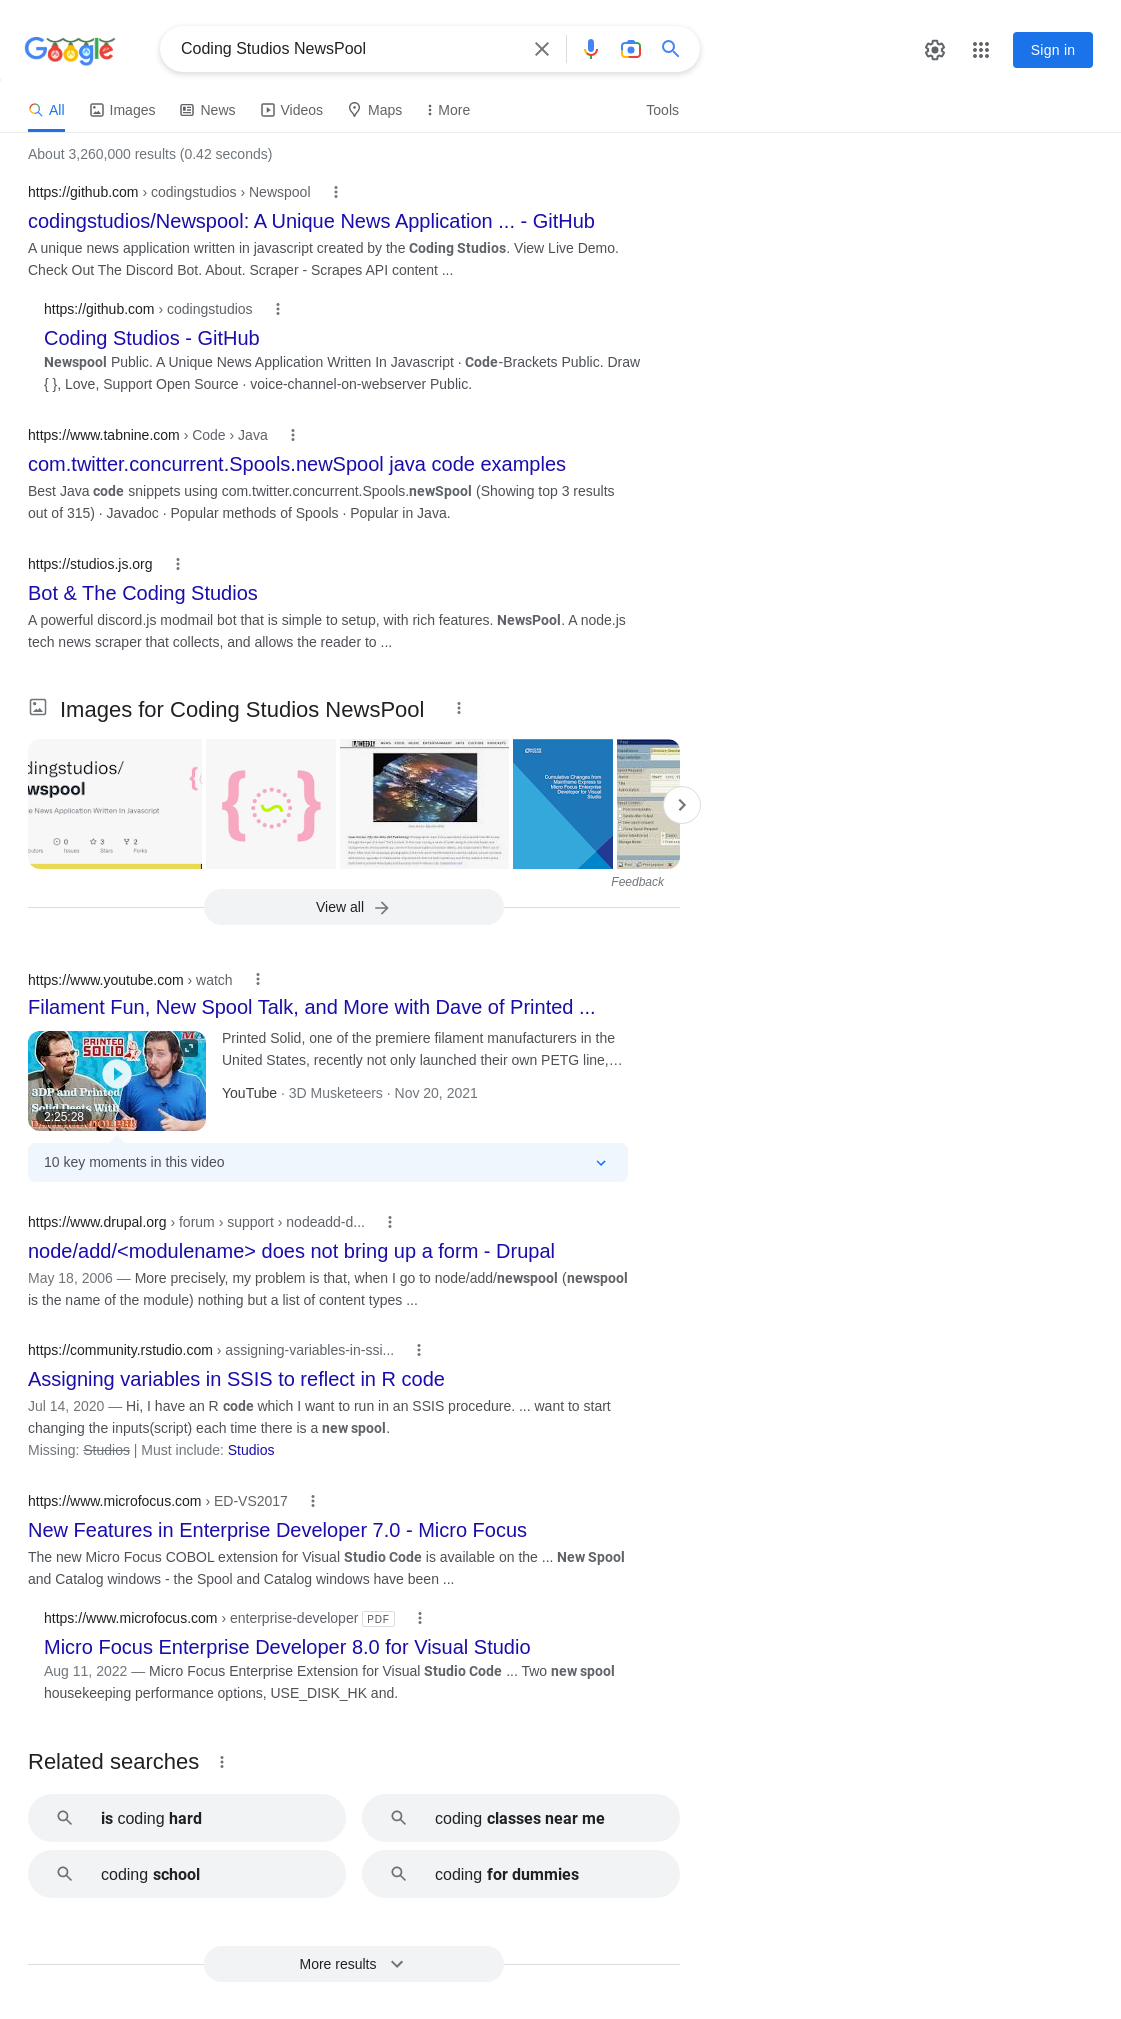 Google
Coding Studios NewsPool
Sign in
All
Images
News
Videos
Maps
More
Tools
About 3,260,000 results (0.42 seconds)
https://github.com › codingstudios › Newspool
codingstudios/Newspool: A Unique News Application ... - GitHub
A unique news application written in javascript created by the Coding Studios. View Live Demo.
Check Out The Discord Bot. About. Scraper - Scrapes API content ...
https://github.com › codingstudios
Coding Studios - GitHub
Newspool Public. A Unique News Application Written In Javascript · Code-Brackets Public. Draw
{ }, Love, Support Open Source · voice-channel-on-webserver Public.
https://www.tabnine.com › Code › Java
com.twitter.concurrent.Spools.newSpool java code examples
Best Java code snippets using com.twitter.concurrent.Spools.newSpool (Showing top 3 results
out of 315) · Javadoc · Popular methods of Spools · Popular in Java.
https://studios.js.org
Bot & The Coding Studios
A powerful discord.js modmail bot that is simple to setup, with rich features. NewsPool. A node.js
tech news scraper that collects, and allows the reader to ...
Images for Coding Studios NewsPool
dingstudios/
wspool
e News Application Written In Javascript
0
3
2
Issues
Stars
Forks
Cumulative Changes from
Mainframe Express to
Micro Focus Enterprise
Developer for Visual
Studio
Feedback
View all
https://www.youtube.com › watch
Filament Fun, New Spool Talk, and More with Dave of Printed ...
PRINTED
SOLID
3DP and Printed
Solid Deets With
2:25:28
Printed Solid, one of the premiere filament manufacturers in the
United States, recently not only launched their own PETG line,...
YouTube · 3D Musketeers · Nov 20, 2021
10 key moments in this video
https://www.drupal.org › forum › support › nodeadd-d...
node/add/<modulename> does not bring up a form - Drupal
May 18, 2006 — More precisely, my problem is that, when I go to node/add/newspool (newspool
is the name of the module) nothing but a list of content types ...
https://community.rstudio.com › assigning-variables-in-ssi...
Assigning variables in SSIS to reflect in R code
Jul 14, 2020 — Hi, I have an R code which I want to run in an SSIS procedure. ... want to start
changing the inputs(script) each time there is a new spool.
Missing: Studios | Must include: Studios
https://www.microfocus.com › ED-VS2017
New Features in Enterprise Developer 7.0 - Micro Focus
The new Micro Focus COBOL extension for Visual Studio Code is available on the ... New Spool
and Catalog windows - the Spool and Catalog windows have been ...
https://www.microfocus.com › enterprise-developer PDF
Micro Focus Enterprise Developer 8.0 for Visual Studio
Aug 11, 2022 — Micro Focus Enterprise Extension for Visual Studio Code ... Two new spool
housekeeping performance options, USE_DISK_HK and.
Related searches
is coding hard
coding classes near me
coding school
coding for dummies
More results